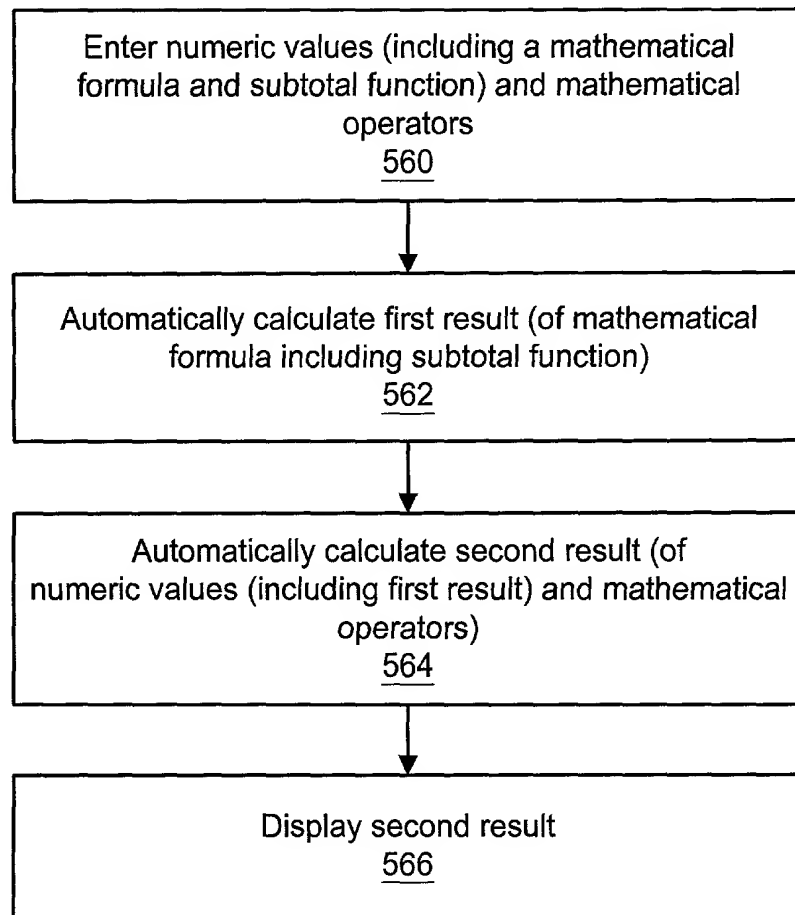 Enter numeric values (including a mathematical
formula and subtotal function) and mathematical
operators
560
Automatically calculate first result (of mathematical
formula including subtotal function)
562
Automatically calculate second result (of
numeric values (including first result) and mathematical
operators)
564
Display second result
566